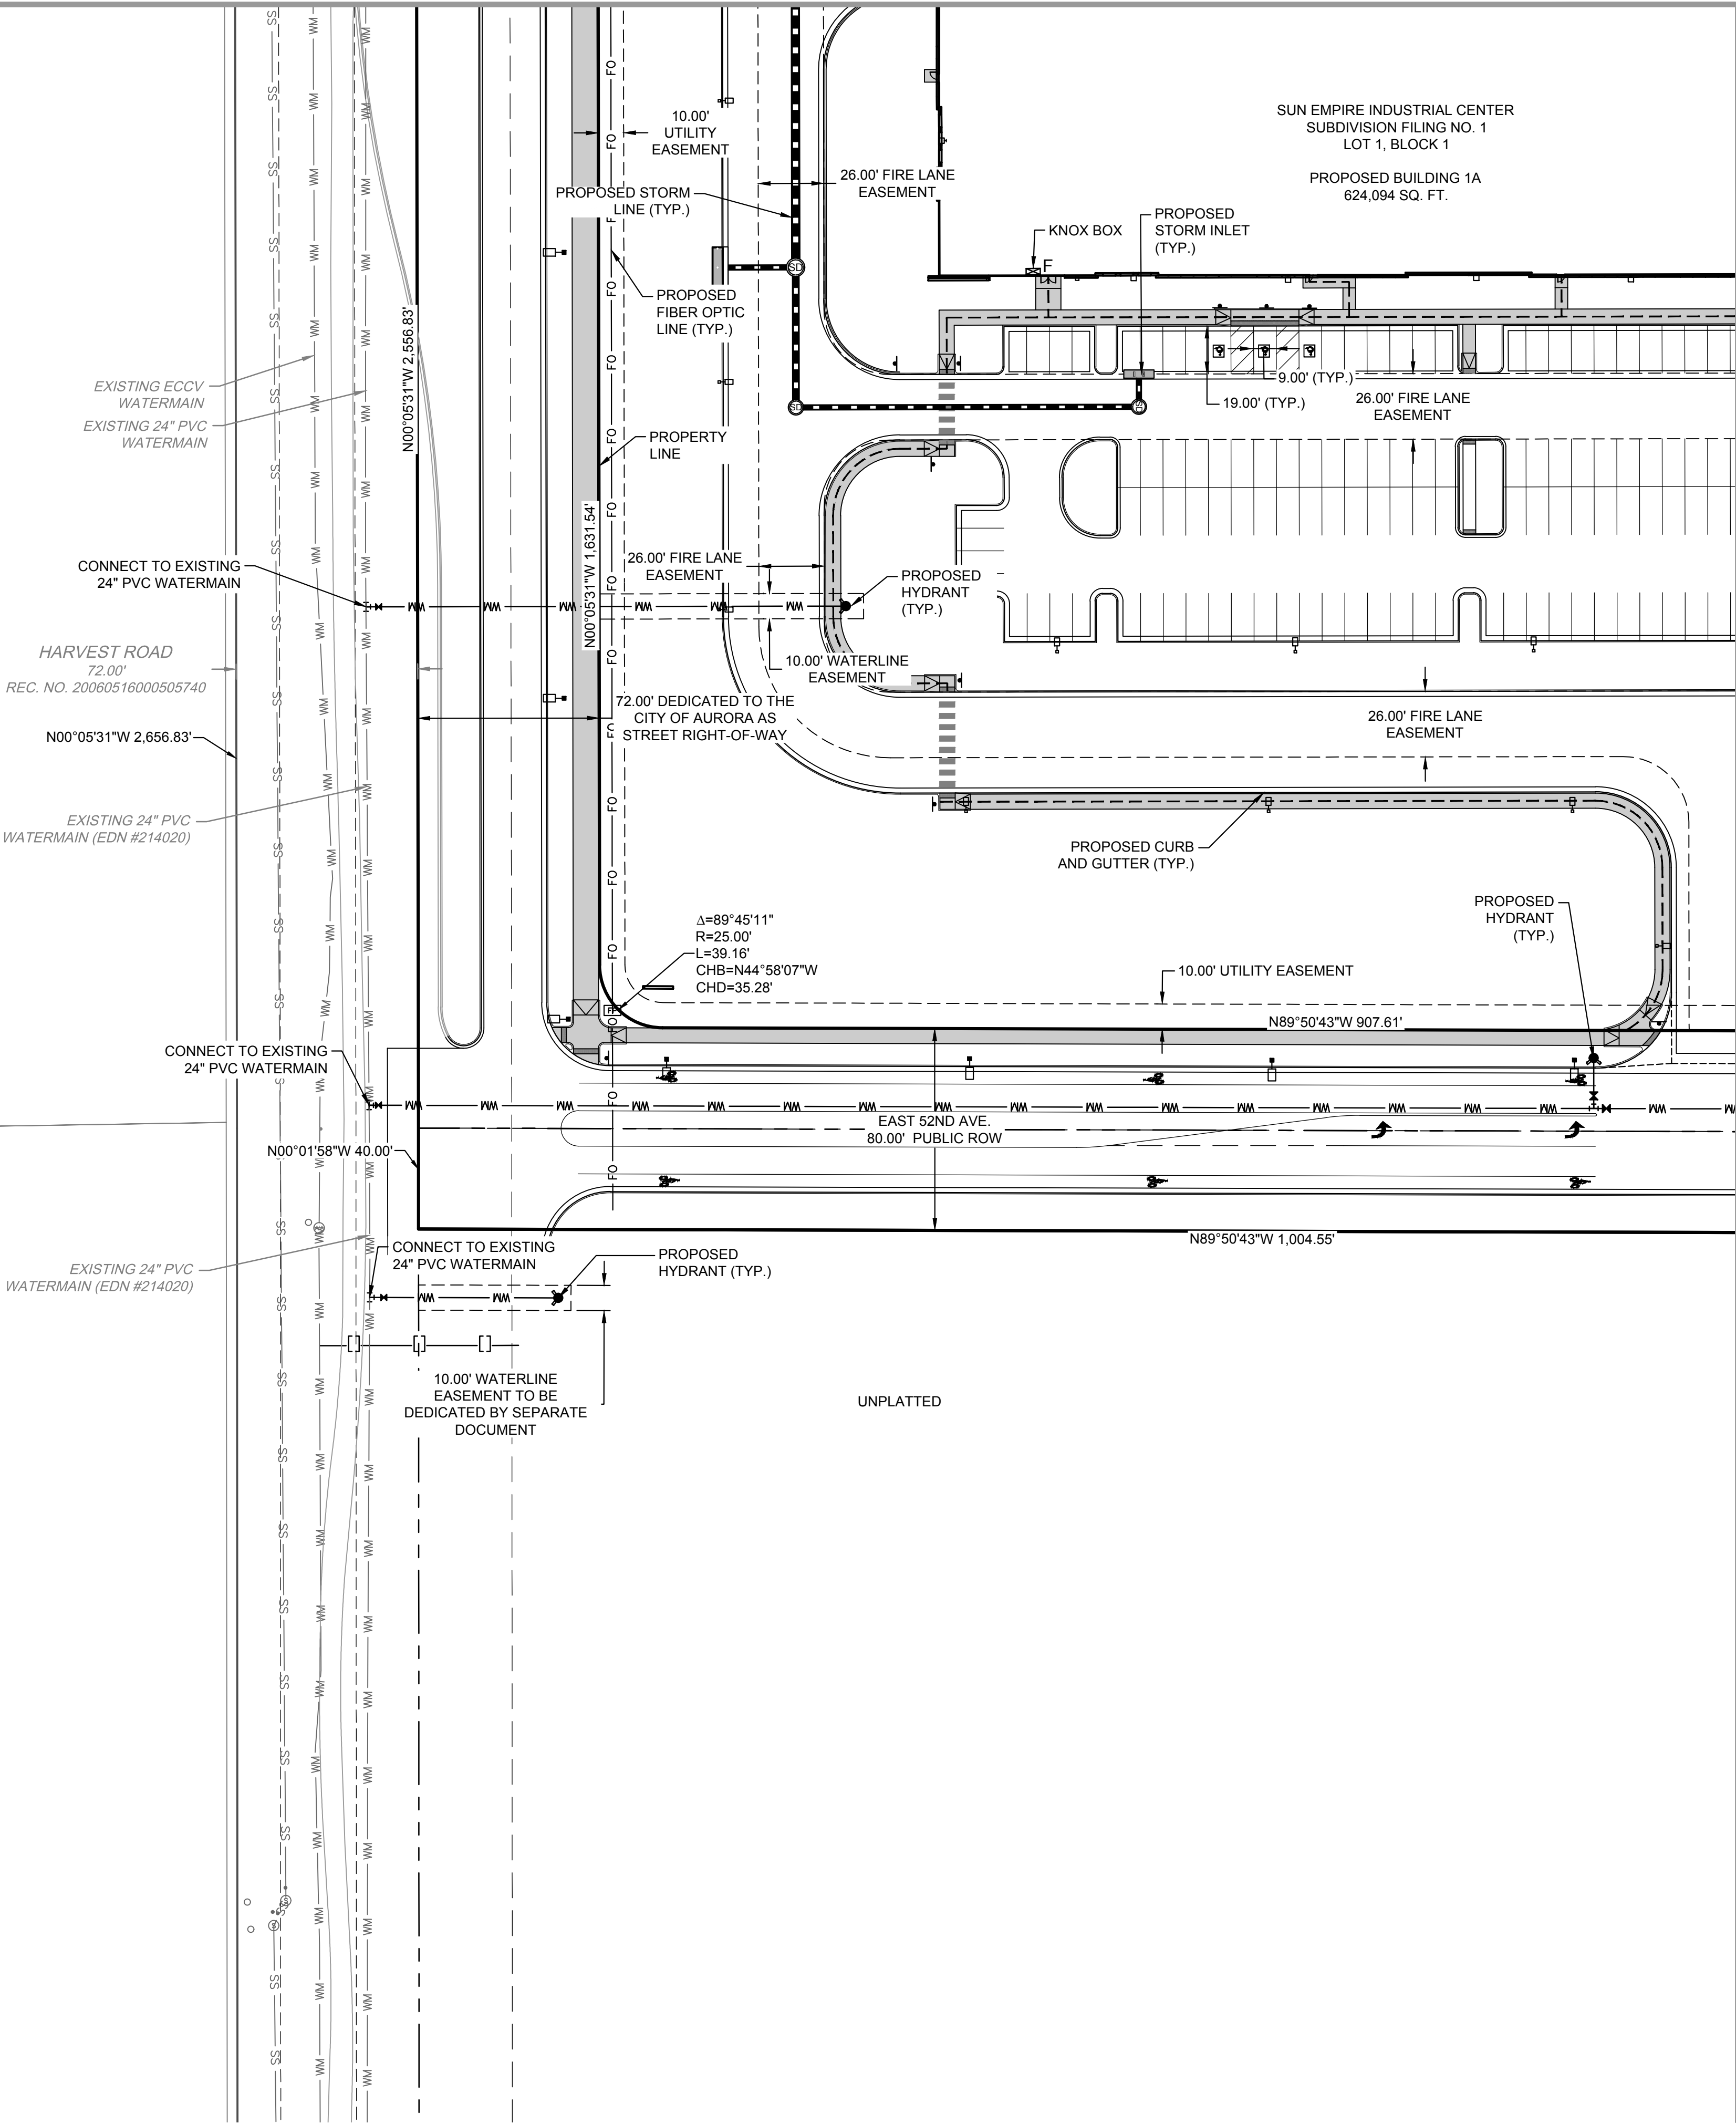 SUN EMPIRE INDUSTRIAL CENTER
SUBDIVISION FILING NO. 1
LOT 1, BLOCK 1
PROPOSED BUILDING 1A
624,094 SQ. FT.
10.00'
UTILITY
EASEMENT
26.00' FIRE LANE
EASEMENT
PROPOSED STORM
LINE (TYP.)
PROPOSED
STORM INLET
(TYP.)
KNOX BOX
F
SD
PROPOSED
FIBER OPTIC
LINE (TYP.)
N00°05'31"W 2,556.83'
EXISTING ECCV
WATERMAIN
EXISTING 24" PVC
WATERMAIN
9.00' (TYP.)
19.00' (TYP.)
26.00' FIRE LANE
EASEMENT
SD
SD
PROPERTY
LINE
N00°05'31"W 1,631.54'
CONNECT TO EXISTING
24" PVC WATERMAIN
26.00' FIRE LANE
EASEMENT
PROPOSED
HYDRANT
(TYP.)
HARVEST ROAD
72.00'
REC. NO. 20060516000505740
10.00' WATERLINE
EASEMENT
72.00' DEDICATED TO THE
CITY OF AURORA AS
STREET RIGHT-OF-WAY
26.00' FIRE LANE
EASEMENT
N00°05'31"W 2,656.83'
EXISTING 24" PVC
WATERMAIN (EDN #214020)
PROPOSED CURB
AND GUTTER (TYP.)
PROPOSED
HYDRANT
(TYP.)
Δ=89°45'11"
R=25.00'
L=39.16'
CHB=N44°58'07"W
CHD=35.28'
10.00' UTILITY EASEMENT
N89°50'43"W 907.61'
CONNECT TO EXISTING
24" PVC WATERMAIN
EAST 52ND AVE.
80.00' PUBLIC ROW
N00°01'58"W 40.00'
N89°50'43"W 1,004.55'
CONNECT TO EXISTING
24" PVC WATERMAIN
PROPOSED
HYDRANT (TYP.)
EXISTING 24" PVC
WATERMAIN (EDN #214020)
10.00' WATERLINE
EASEMENT TO BE
DEDICATED BY SEPARATE
DOCUMENT
UNPLATTED
SS
WM
WM
FO